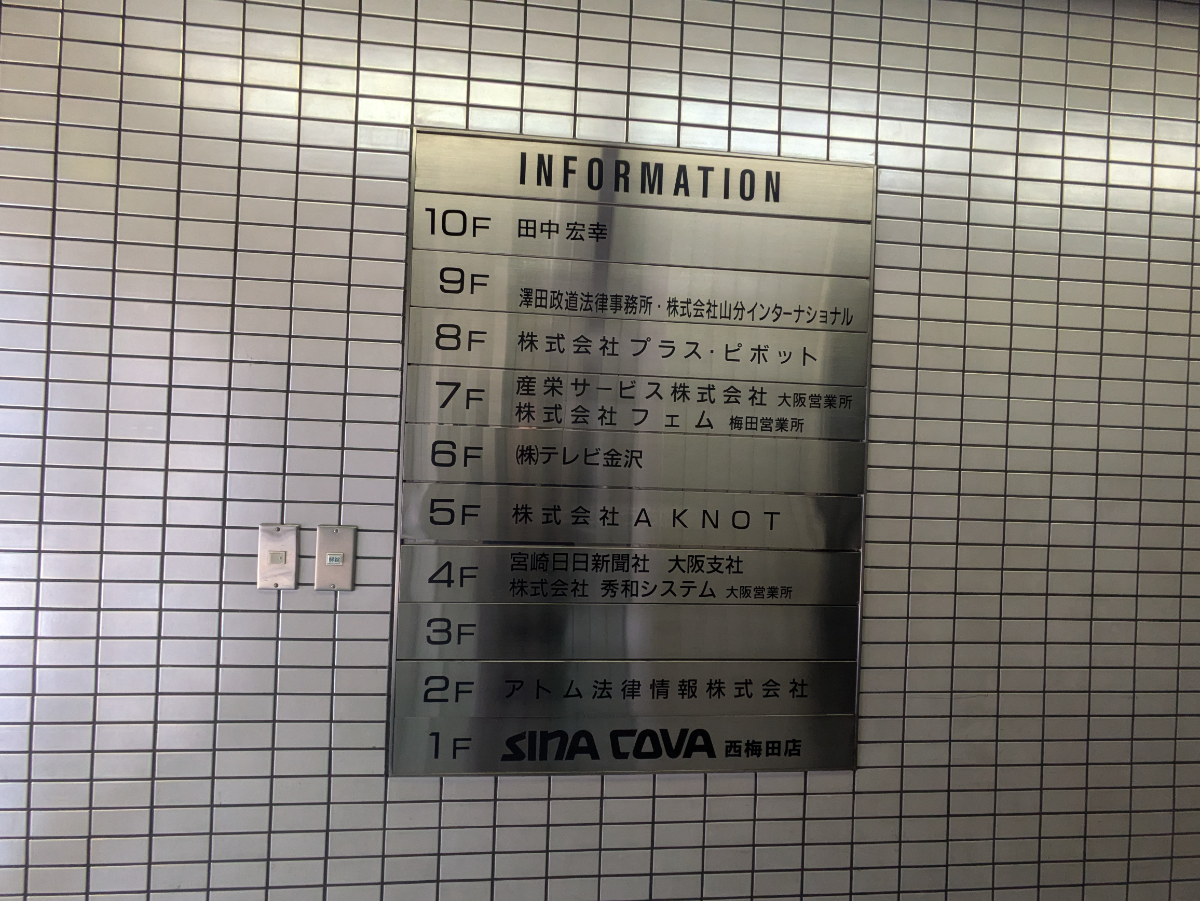 INFORMATION
10F 田中 宏幸
9F 澤田政道法律事務所・株式会社山分インターナショナル
8F 株式会社 プラス・ピボット
7F 産栄サービス株式会社 大阪営業所
株式会社 フェム 梅田営業所
6F ㈱テレビ金沢
5F 株式会社 AKNOT
4F 宮崎日日新聞社 大阪支社
株式会社 秀和システム 大阪営業所
3F
2F アトム法律情報株式会社
1F SINA COVA 西梅田店